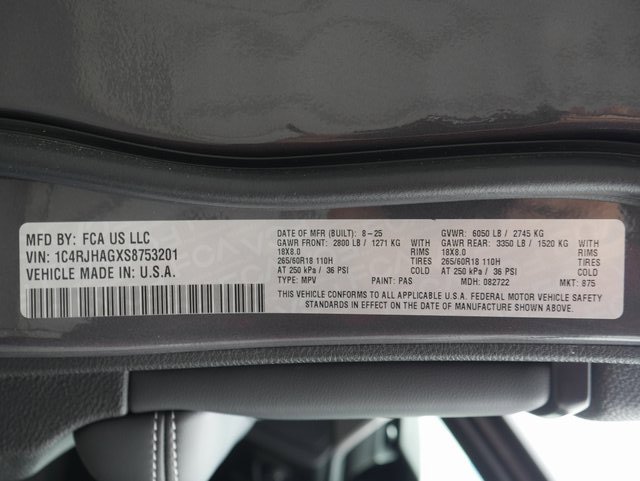 MFD BY: FCA US LLC
VIN: 1C4RJHAGXS8753201
VEHICLE MADE IN: U.S.A.
DATE OF MFR (BUILT): 8-25 GVWR: 6050 LB / 2745 KG
GAWR FRONT: 2800 LB / 1271 KG WITH GAWR REAR: 3350 LB / 1520 KG WITH
18X8.0 RIMS 18X8.0 RIMS
265/60R18 110H TIRES 265/60R18 110H TIRES
AT 250 kPa / 36 PSI AT 250 kPa / 36 PSI
TYPE: MPV PAINT: PAS MDH: 082722 MKT: 875
THIS VEHICLE CONFORMS TO ALL APPLICABLE U.S.A. FEDERAL MOTOR VEHICLE SAFETY
STANDARDS IN EFFECT ON THE DATE OF MANUFACTURE SHOWN ABOVE.